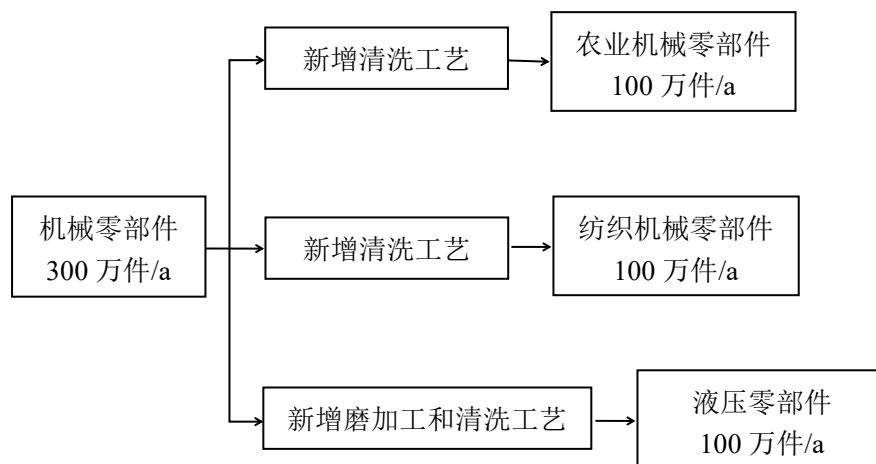 新增清洗工艺
农业机械零部件
100 万件/a
机械零部件
300 万件/a
新增清洗工艺
纺织机械零部件
100 万件/a
新增磨加工和清洗工艺
液压零部件
100 万件/a